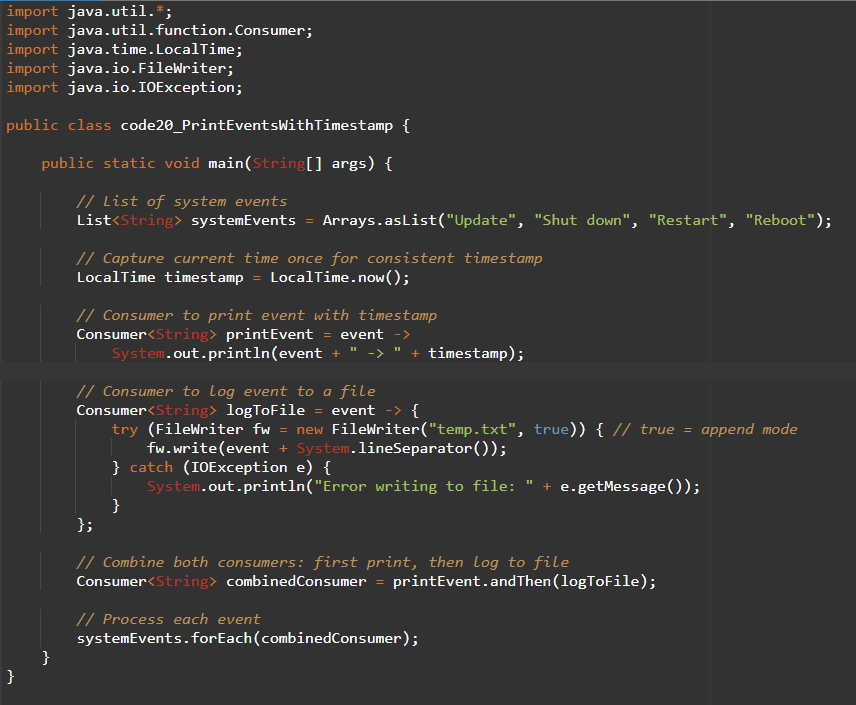 import java.util.*;
import java.util.function.Consumer;
import java.time.LocalTime;
import java.io.FileWriter;
import java.io.IOException;

public class code20_PrintEventsWithTimestamp {

    public static void main(String[] args) {

        // List of system events
        List<String> systemEvents = Arrays.asList("Update", "Shut down", "Restart", "Reboot");

        // Capture current time once for consistent timestamp
        LocalTime timestamp = LocalTime.now();

        // Consumer to print event with timestamp
        Consumer<String> printEvent = event ->
            System.out.println(event + " -> " + timestamp);

        // Consumer to log event to a file
        Consumer<String> logToFile = event -> {
            try (FileWriter fw = new FileWriter("temp.txt", true)) { // true = append mode
                fw.write(event + System.lineSeparator());
            } catch (IOException e) {
                System.out.println("Error writing to file: " + e.getMessage());
            }
        };

        // Combine both consumers: first print, then log to file
        Consumer<String> combinedConsumer = printEvent.andThen(logToFile);

        // Process each event
        systemEvents.forEach(combinedConsumer);
    }
}